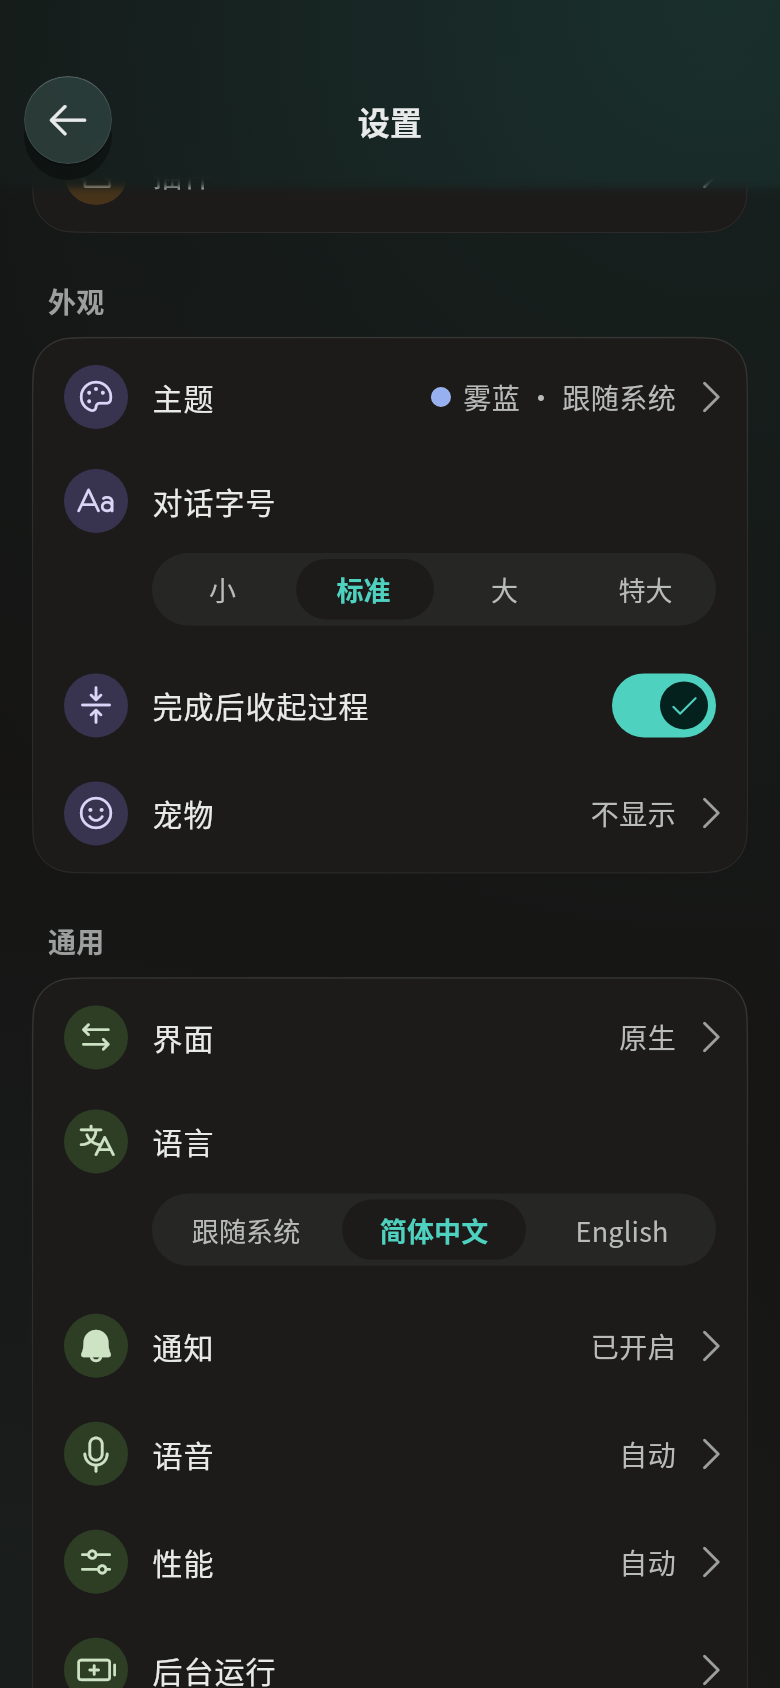 设置
外观
主题
雾蓝 · 跟随系统
Aa
对话字号
小 标准 大 特大
完成后收起过程
宠物
不显示
通用
界面
原生
文A
语言
跟随系统 简体中文 English
通知
已开启
语音
自动
性能
自动
后台运行